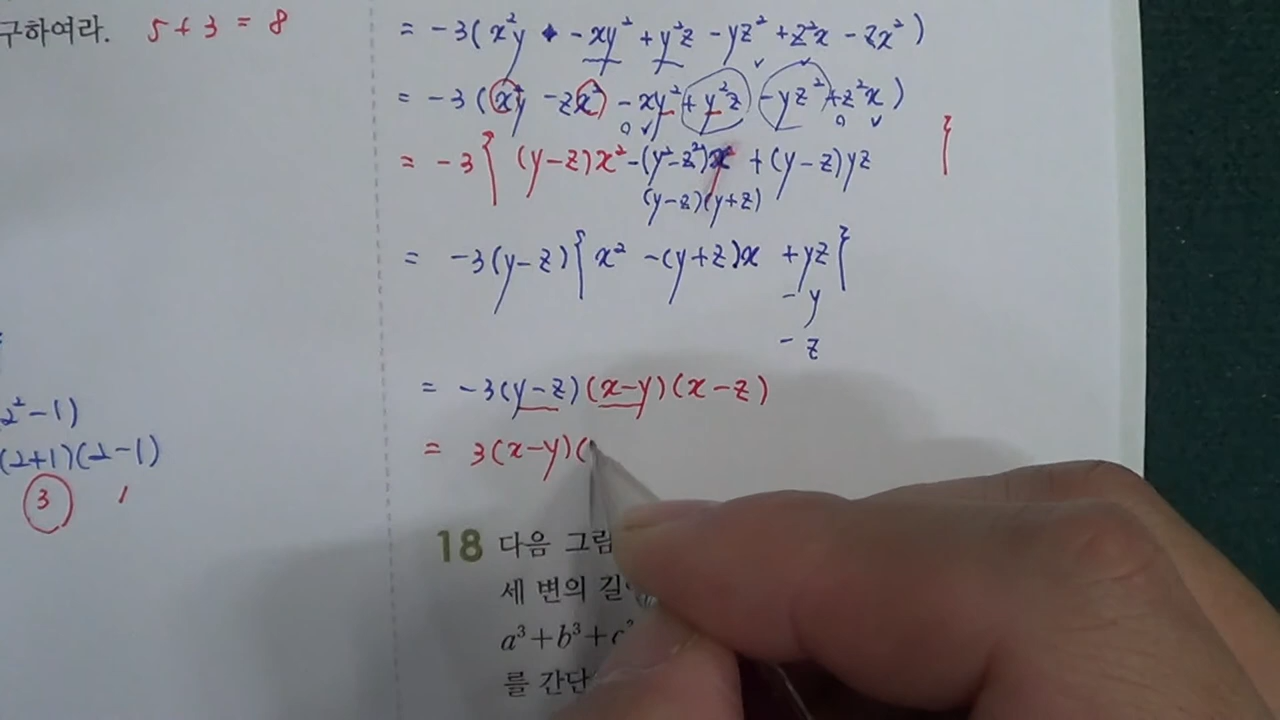 구하여라. 5+3=8
2²-1)
(2+1)(2-1)
3 1
= -3(x²y - xy² + y²z - yz² + z²x - zx²)
= -3(x²y - zx² - xy² + y²z - yz² + z²x)
= -3{(y-z)x² - (y²-z²)x + (y-z)yz}
(y-z)(y+z)
= -3(y-z){x² - (y+z)x + yz}
-y
-z
= -3(y-z)(x-y)(x-z)
= 3(x-y)(
18 다음 그림
세 변의 길
a³+b³+c³
를 간단